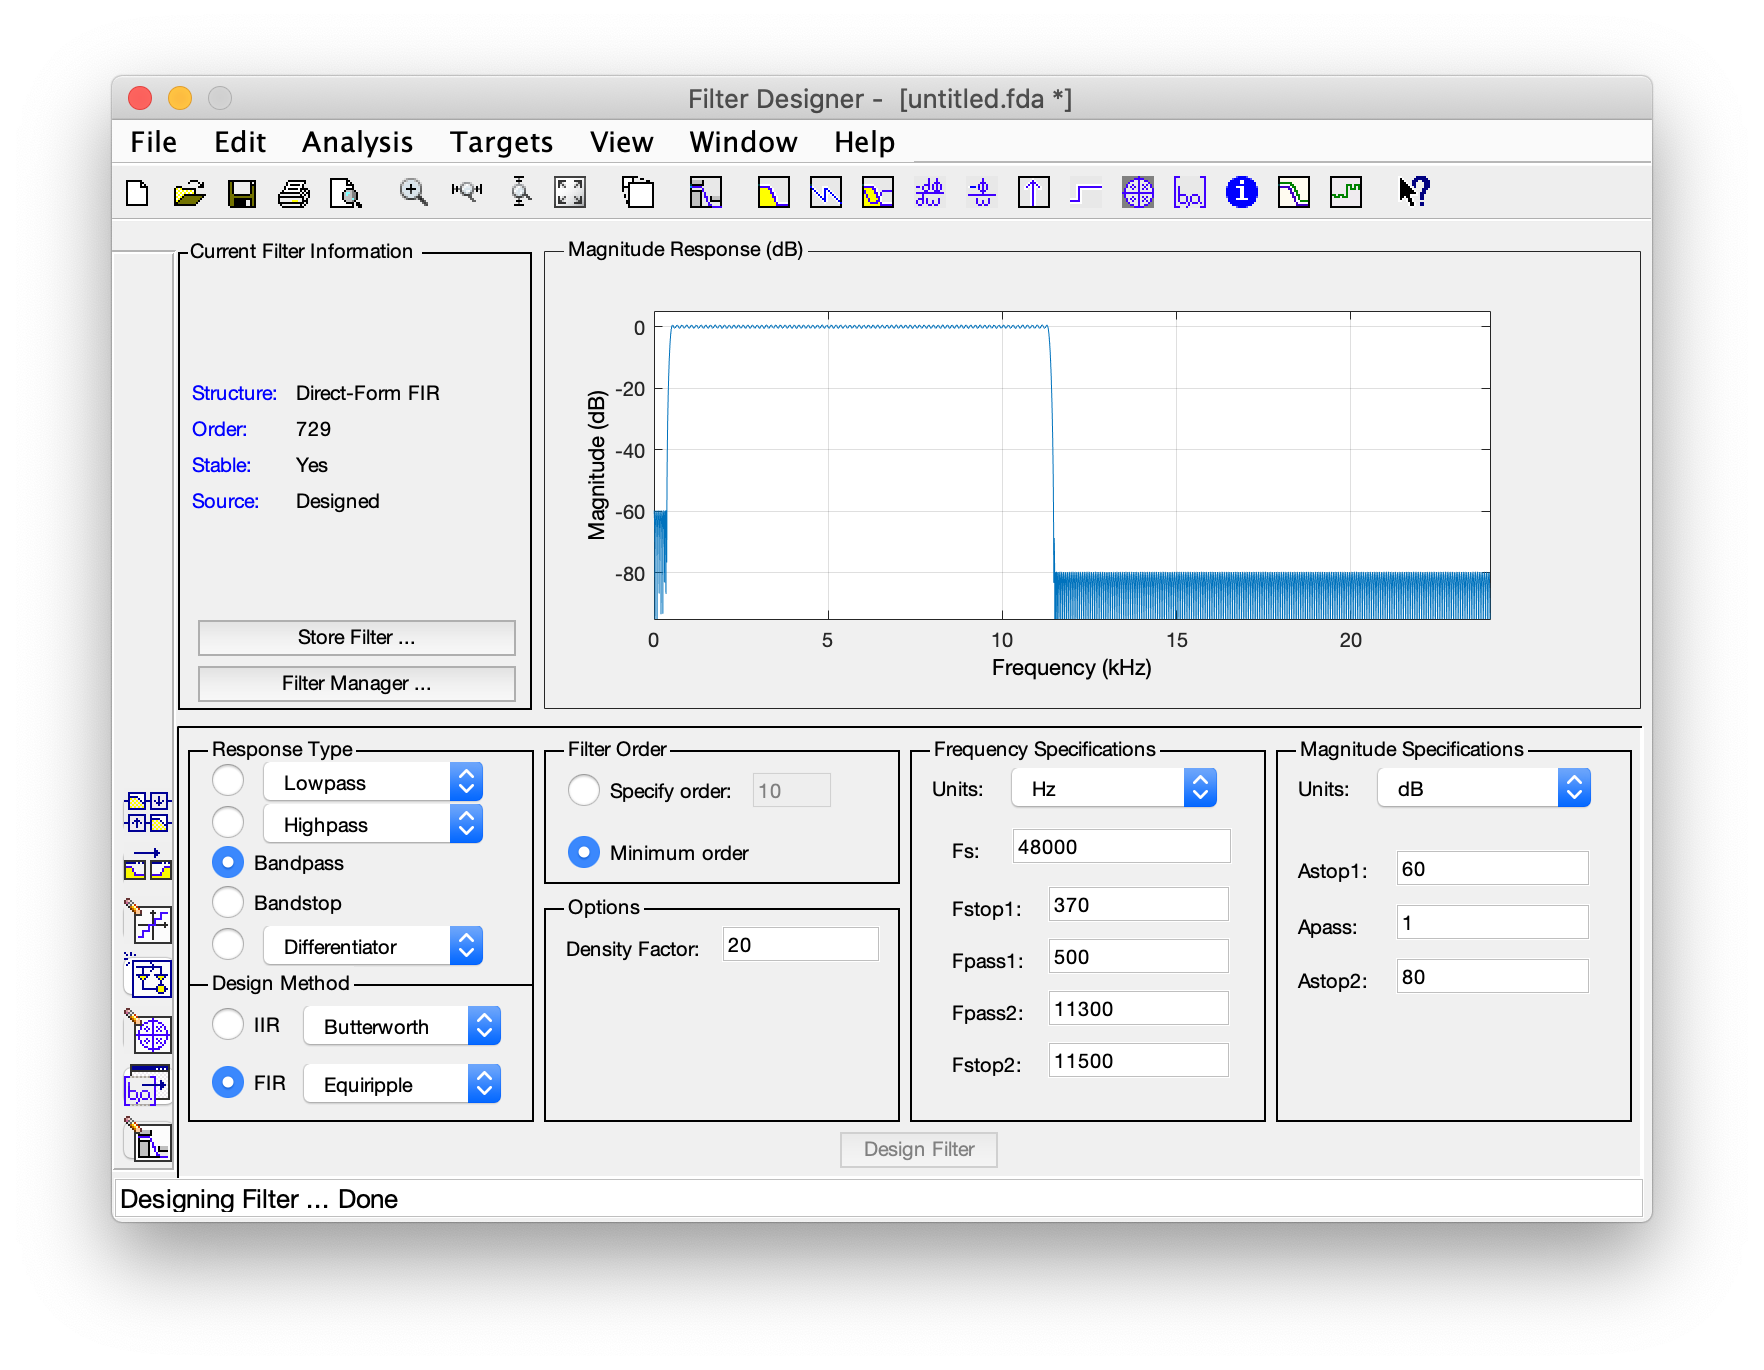 Filter Designer - [untitled.fda *]
File Edit Analysis Targets View Window Help
Current Filter Information
Structure: Direct-Form FIR
Order: 729
Stable: Yes
Source: Designed
Store Filter ...
Filter Manager ...
Magnitude Response (dB)
0
-20
-40
-60
-80
Magnitude (dB)
0 5 10 15 20
Frequency (kHz)
Response Type
Lowpass
Highpass
Bandpass
Bandstop
Differentiator
Design Method
IIR Butterworth
FIR Equiripple
Filter Order
Specify order: 10
Minimum order
Options
Density Factor: 20
Frequency Specifications
Units: Hz
Fs: 48000
Fstop1: 370
Fpass1: 500
Fpass2: 11300
Fstop2: 11500
Magnitude Specifications
Units: dB
Astop1: 60
Apass: 1
Astop2: 80
Design Filter
Designing Filter ... Done